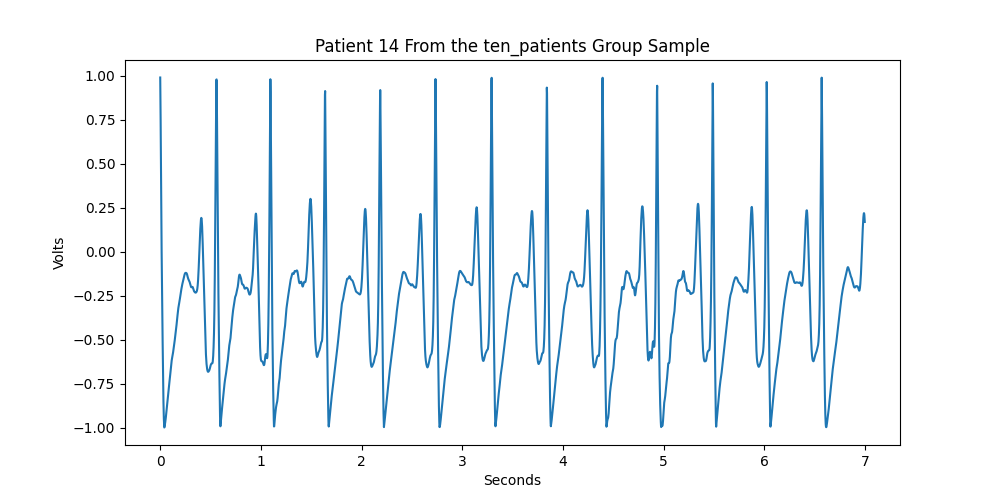 Patient 14 From the ten_patients Group Sample
1.00
0.75
0.50
0.25
0.00
−0.25
−0.50
−0.75
−1.00
Volts
0 1 2 3 4 5 6 7
Seconds